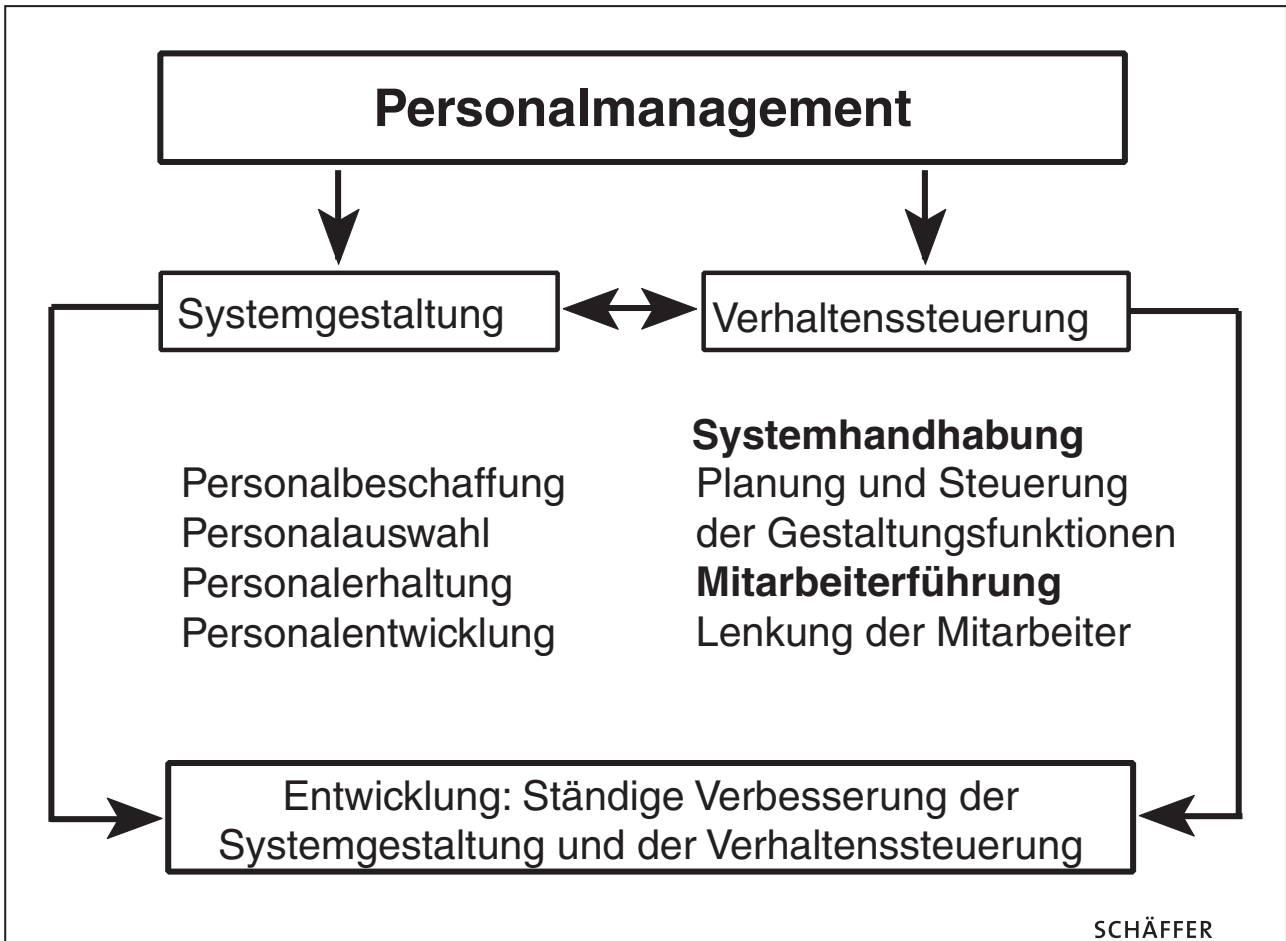 Personalmanagement
Systemgestaltung
Verhaltenssteuerung
Personalbeschaffung
Personalauswahl
Personalerhaltung
Personalentwicklung
Systemhandhabung
Planung und Steuerung
der Gestaltungsfunktionen
Mitarbeiterführung
Lenkung der Mitarbeiter
Entwicklung: Ständige Verbesserung der
Systemgestaltung und der Verhaltenssteuerung
SCHÄFFER